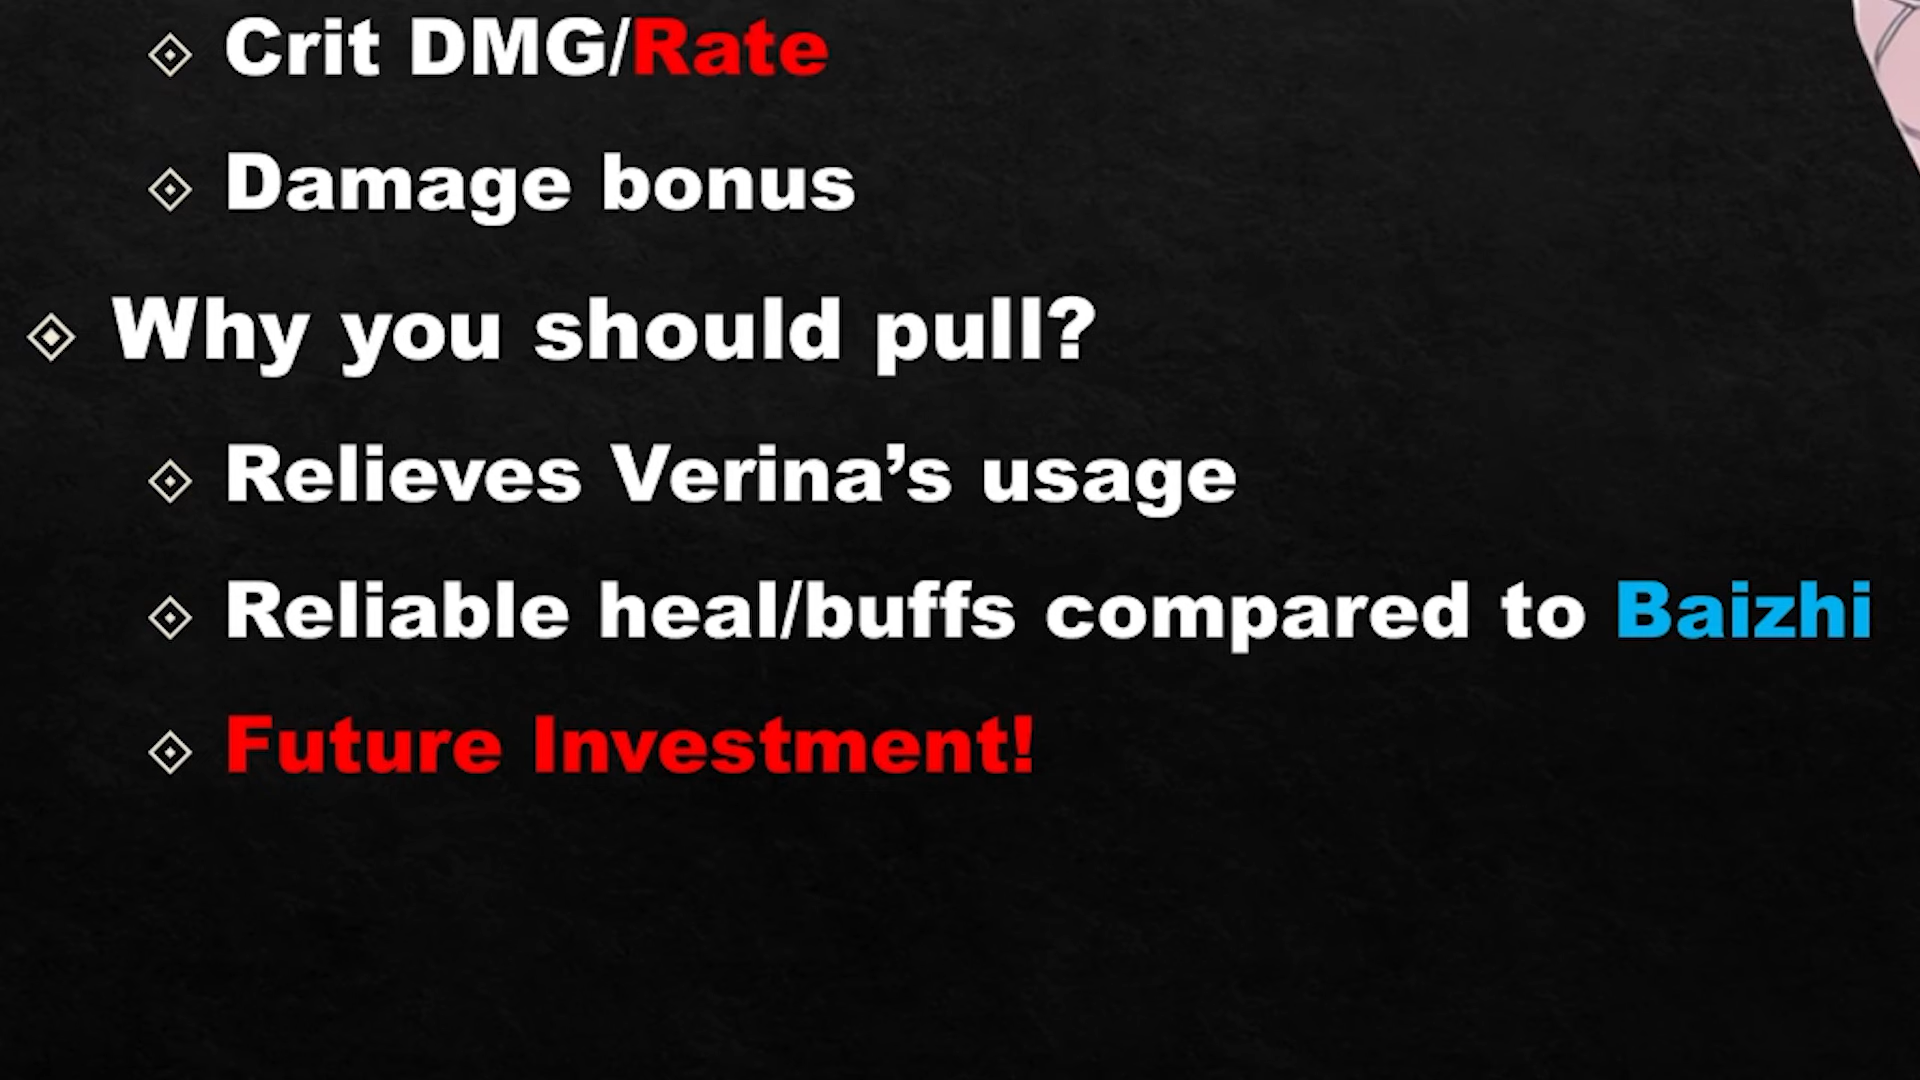 Crit DMG/Rate
Damage bonus
Why you should pull?
Relieves Verina’s usage
Reliable heal/buffs compared to Baizhi
Future Investment!